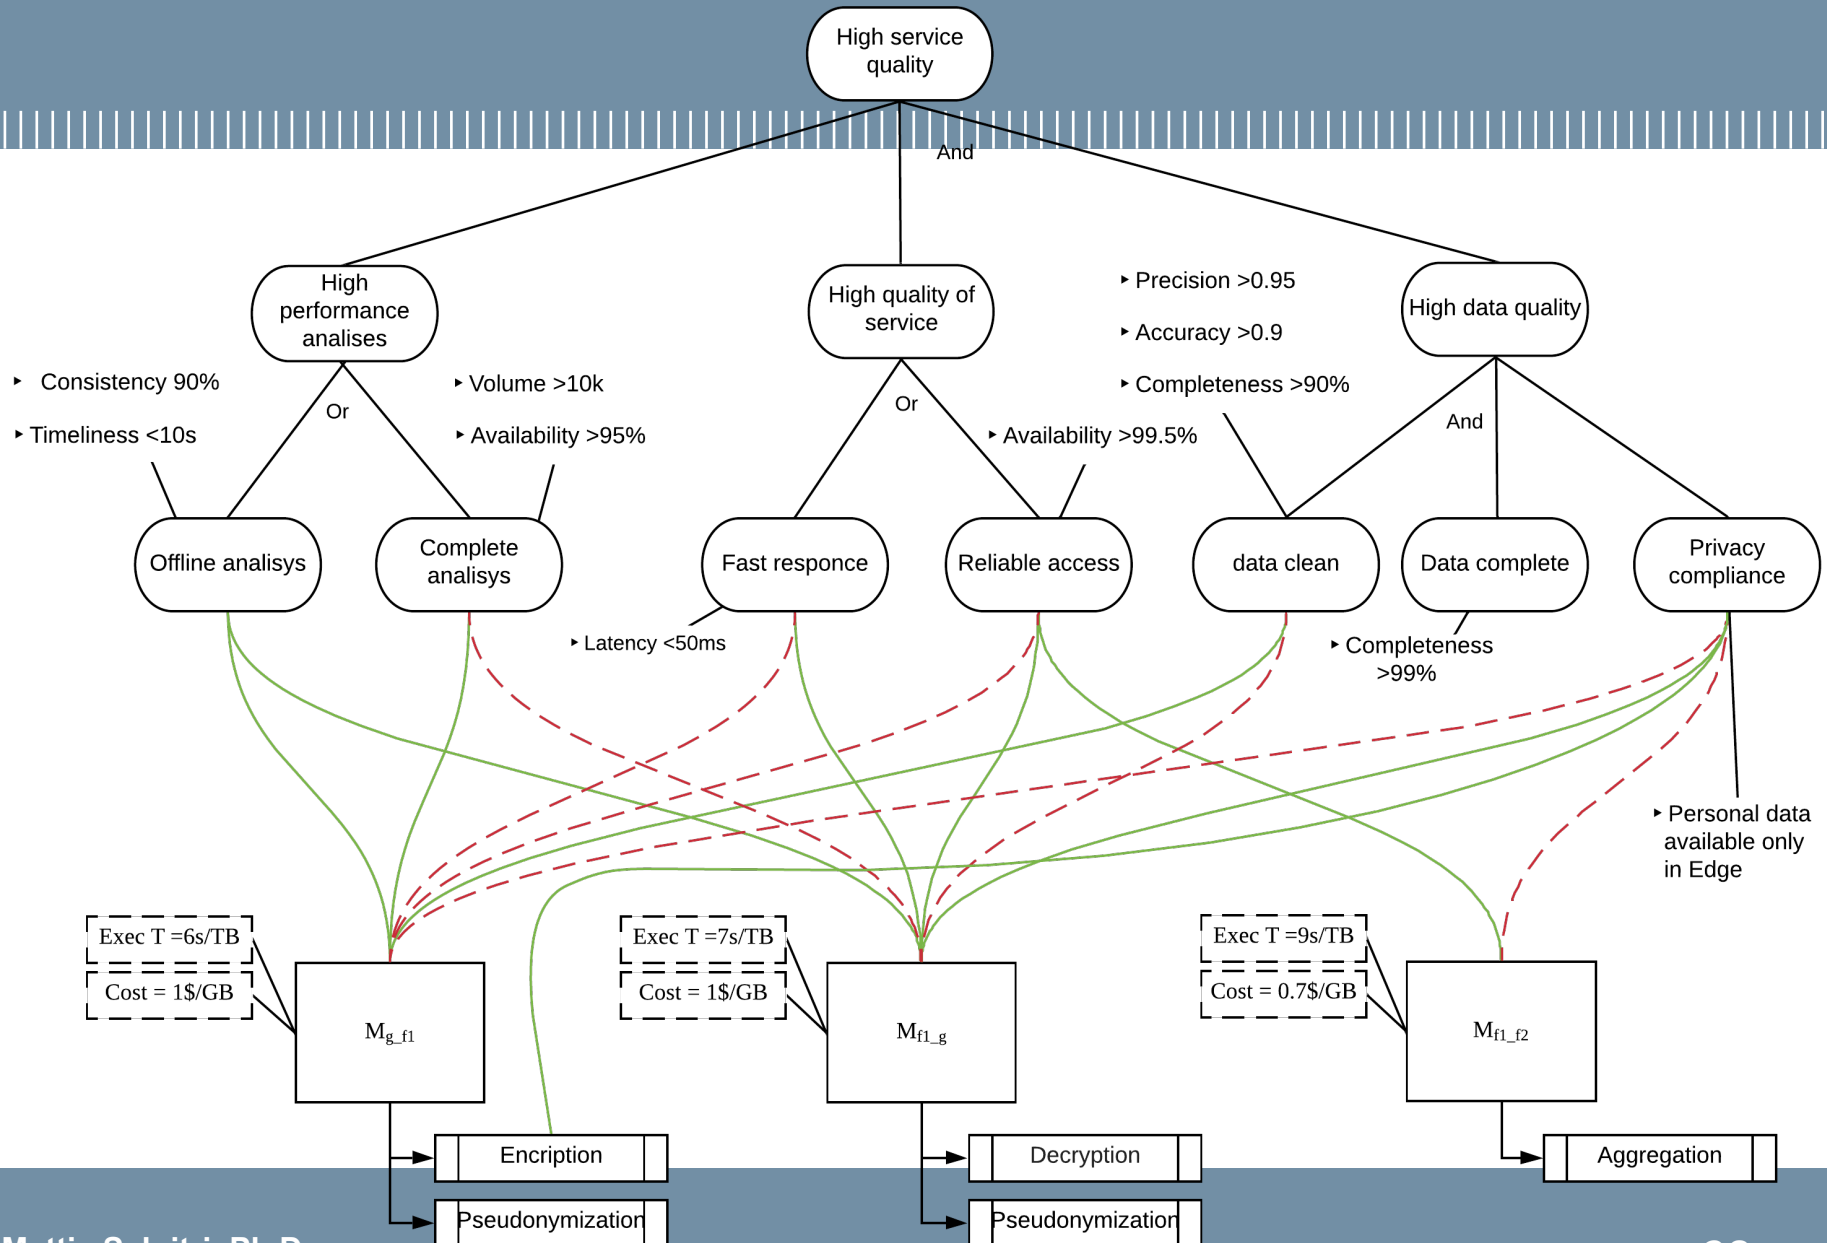 High service
quality
And
High
performance
analises
High quality of
service
Precision >0.95
Accuracy >0.9
Completeness >90%
High data quality
Consistency 90%
Timeliness <10s
Or
Volume >10k
Availability >95%
Or
Availability >99.5%
And
Offline analisys
Complete
analisys
Fast responce
Reliable access
data clean
Data complete
Privacy
compliance
Latency <50ms
Completeness
>99%
Personal data
available only
in Edge
Exec T =6s/TB
Cost = 1$/GB
Mg_f1
Exec T =7s/TB
Cost = 1$/GB
Mf1_g
Exec T =9s/TB
Cost = 0.7$/GB
Mf1_f2
Encription
Pseudonymization
Decryption
Pseudonymization
Aggregation